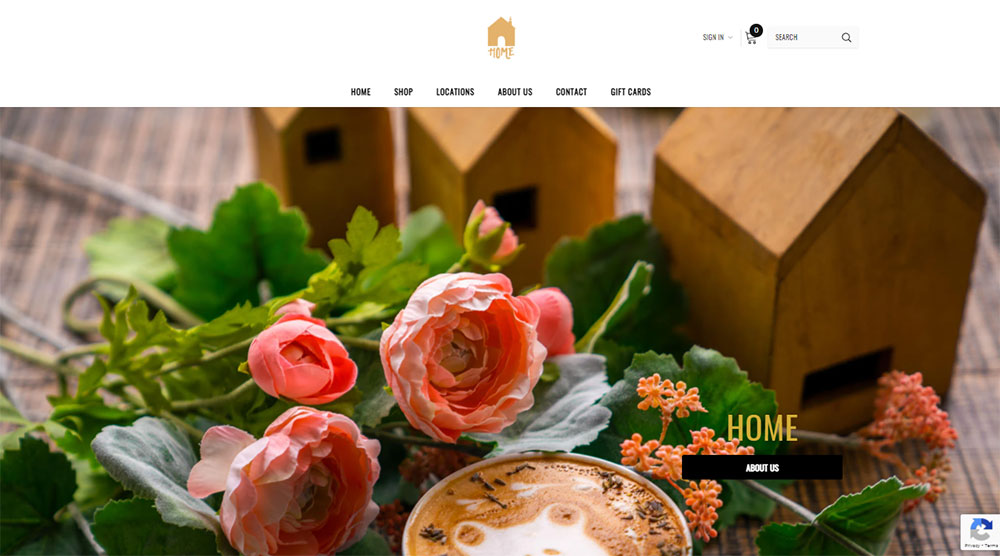 HOME
SIGN IN
0
SEARCH
HOME SHOP LOCATIONS ABOUT US CONTACT GIFT CARDS
HOME
ABOUT US
Privacy - Terms